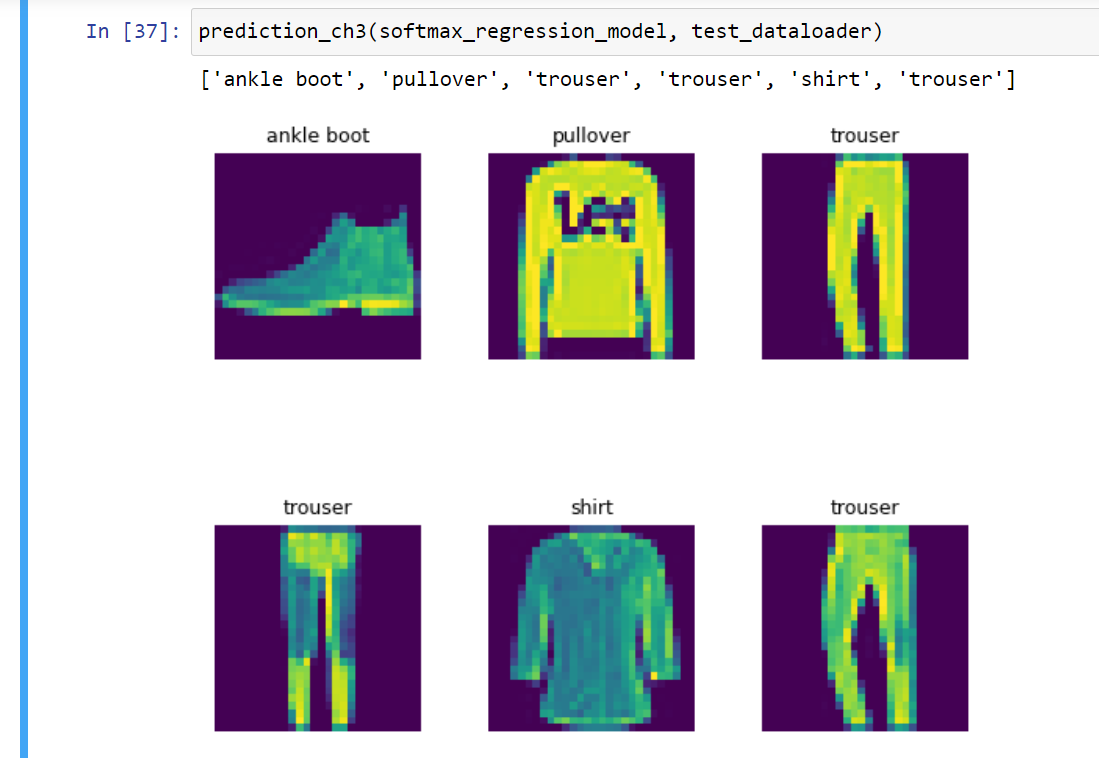 In [37]: prediction_ch3(softmax_regression_model, test_dataloader)
['ankle boot', 'pullover', 'trouser', 'trouser', 'shirt', 'trouser']
ankle boot
pullover
trouser
trouser
shirt
trouser